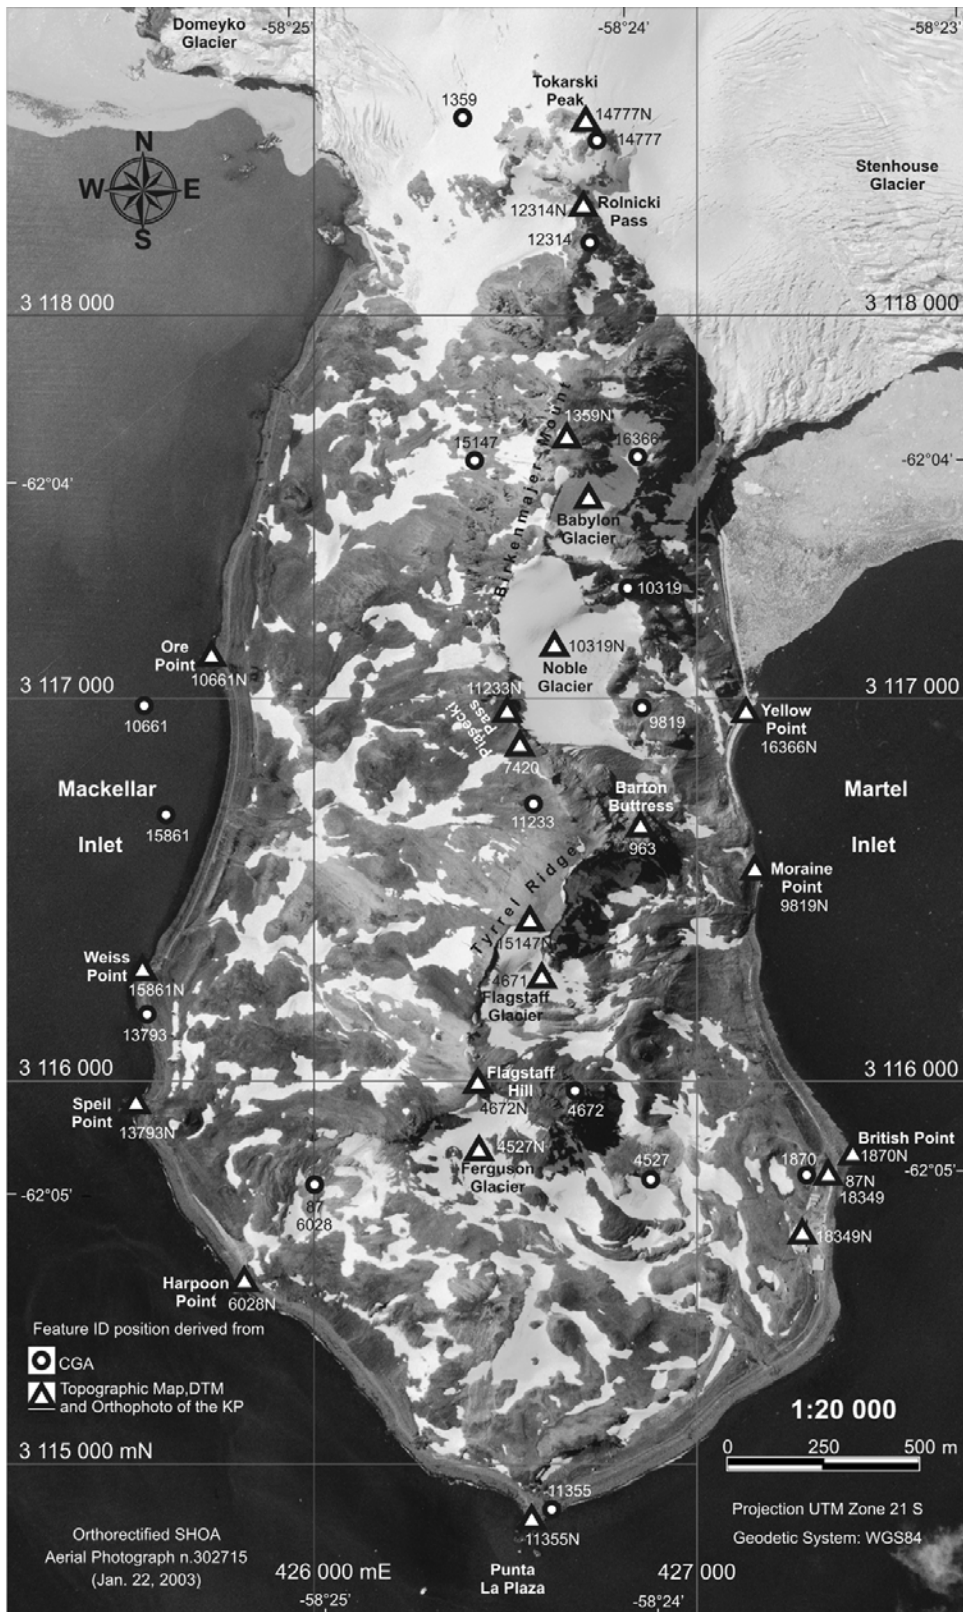 Domeyko
Glacier
-58°25'
-58°24'
-58°23'
Tokarski
Peak
1359
14777N
14777
N
W E
S
Stenhouse
Glacier
12314N
Rolnicki
Pass
12314
3 118 000
3 118 000
Birkenmajer Mount
1359N
15147
16366
-62°04'
-62°04'
Babylon
Glacier
10319
Ore
Point
10661N
10319N
Noble
Glacier
3 117 000
11233N
3 117 000
10661
Piasecki
Pass
9819
Yellow
Point
16366N
7420
Mackellar
Inlet
15861
11233
Barton
Buttress
963
Martel
Inlet
Tyrrel Ridge
Moraine
Point
9819N
15147N
Weiss
Point
15861N
4671
Flagstaff
Glacier
13793
3 116 000
Flagstaff
Hill
4672N
4672
3 116 000
Speil
Point
13793N
4527N
Ferguson
Glacier
4527
1870
British Point
1870N
87N
18349
-62°05'
-62°05'
87
6028
18349N
Harpoon
Point
6028N
Feature ID position derived from
CGA
Topographic Map,DTM
and Orthophoto of the KP
1:20 000
0 250 500 m
3 115 000 mN
11355
11355N
Projection UTM Zone 21 S
Geodetic System: WGS84
Orthorectified SHOA
Aerial Photograph n.302715
(Jan. 22, 2003)
426 000 mE
427 000
Punta
La Plaza
-58°25'
-58°24'